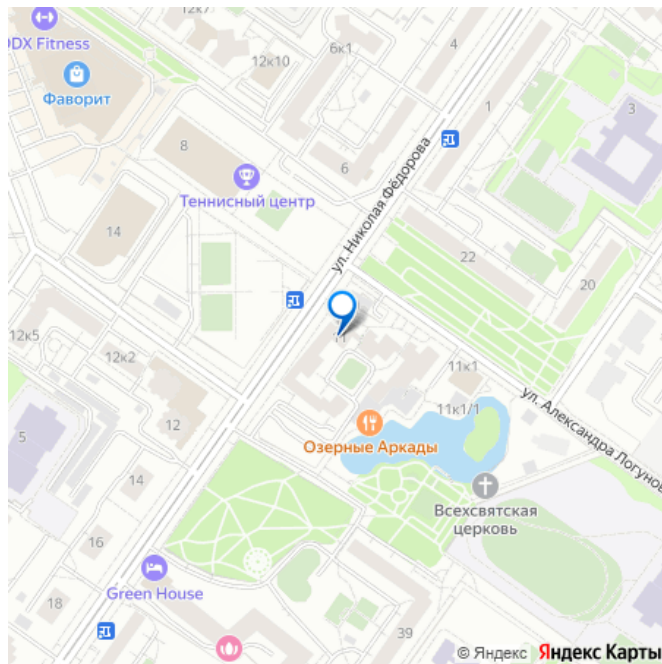 12к7
DDX Fitness
12к10
6к1
4
Фаворит
1
3
8
6
ул. Николая Фёдорова
Теннисный центр
14
22
20
11
12к5
12к2
11к1
11к1/1
ул. Александра Логунов
12
5
Озерные Аркады
14
Всехсвятская
церковь
16
Green House
18
39
© Яндекс Яндекс Карты